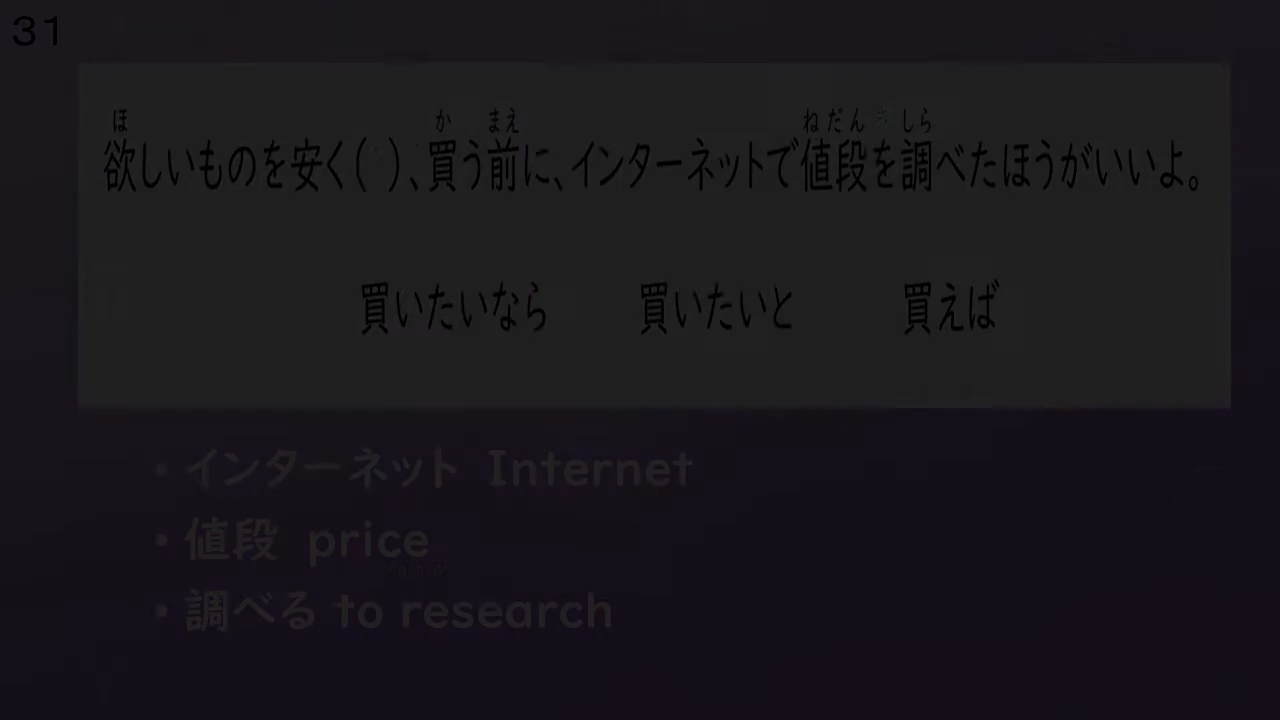 31
ほ か まえ ねだん しら
欲しいものを安く( )、買う前に、インターネットで値段を調べたほうがいいよ。
買いたいなら 買いたいと 買えば
・インターネット Internet
・値段 price
・調べる to research